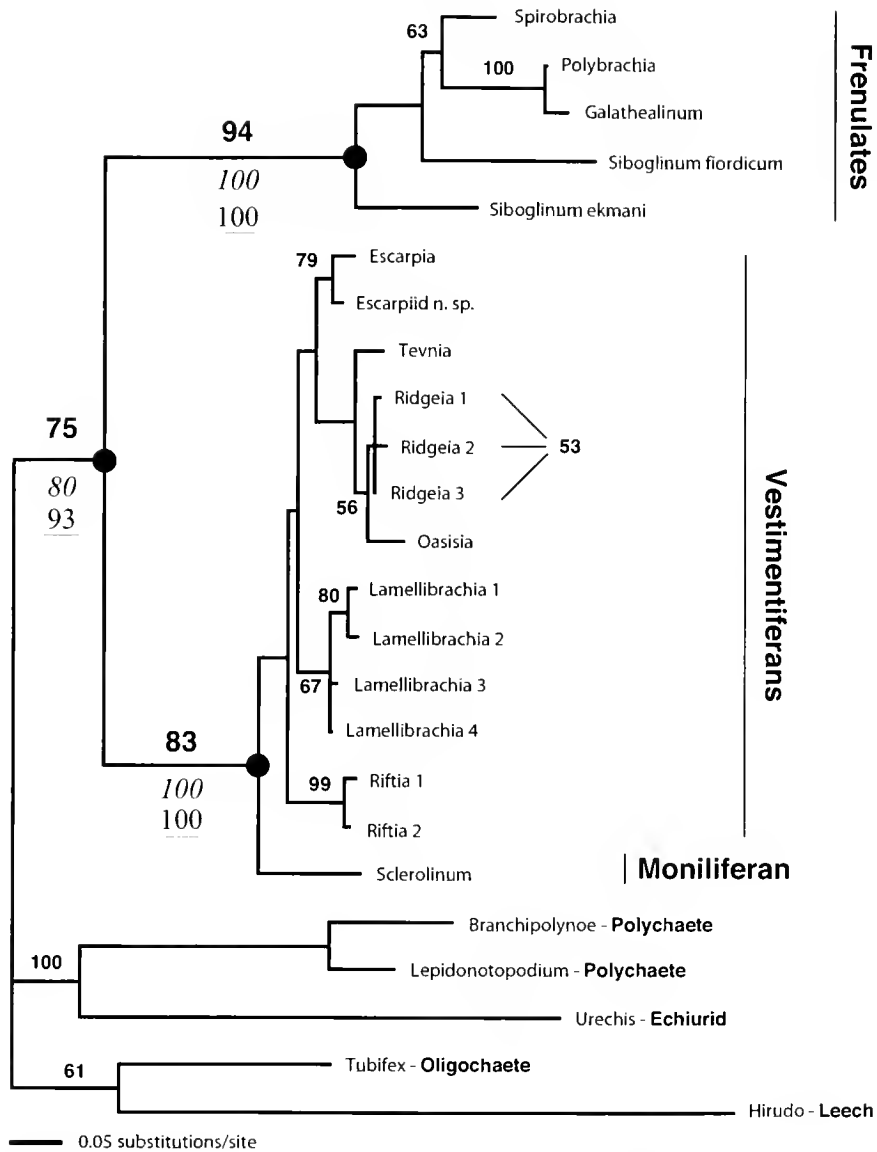 Spirobrachia
63
100
Polybrachia
Galathealinum
94
100
100
Siboglinum fiordicum
Siboglinum ekmani
Frenulates
79
Escarpia
Escarpiid n. sp.
Tevnia
Ridgeia 1
Ridgeia 2
53
Ridgeia 3
56
Oasisia
75
80
93
80
Lamellibrachia 1
Lamellibrachia 2
67
Lamellibrachia 3
Lamellibrachia 4
83
100
100
99
Riftia 1
Riftia 2
Vestimentiferans
Sclerolinum
Moniliferan
Branchipolynoe - Polychaete
100
Lepidonotopodium - Polychaete
Urechis - Echiurid
61
Tubifex - Oligochaete
Hirudo - Leech
0.05 substitutions/site